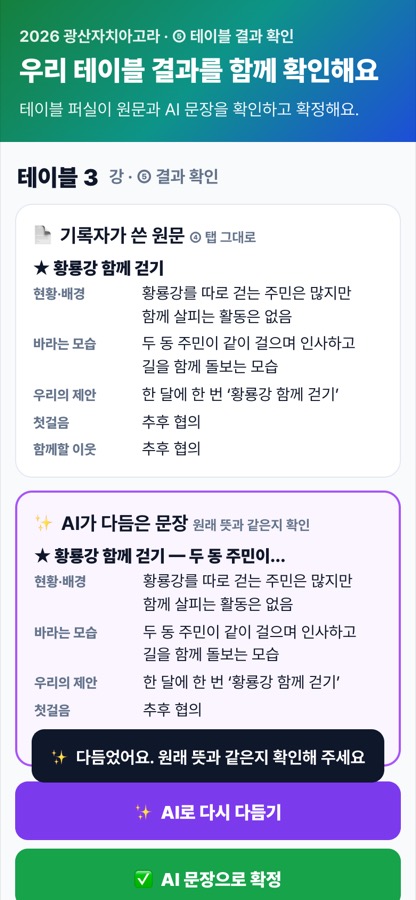 2026 광산자치아고라 · ⑤ 테이블 결과 확인
우리 테이블 결과를 함께 확인해요
테이블 퍼실이 원문과 AI 문장을 확인하고 확정해요.
테이블 3 강 · ⑤ 결과 확인
기록자가 쓴 원문 ④ 탭 그대로
★ 황룡강 함께 걷기
현황·배경 황룡강를 따로 걷는 주민은 많지만
함께 살피는 활동은 없음
바라는 모습 두 동 주민이 같이 걸으며 인사하고
길을 함께 돌보는 모습
우리의 제안 한 달에 한 번 ‘황룡강 함께 걷기’
첫걸음 추후 협의
함께할 이웃 추후 협의
✨ AI가 다듬은 문장 원래 뜻과 같은지 확인
★ 황룡강 함께 걷기 — 두 동 주민이...
현황·배경 황룡강를 따로 걷는 주민은 많지만
함께 살피는 활동은 없음
바라는 모습 두 동 주민이 같이 걸으며 인사하고
길을 함께 돌보는 모습
우리의 제안 한 달에 한 번 ‘황룡강 함께 걷기’
첫걸음 추후 협의
✨ 다듬었어요. 원래 뜻과 같은지 확인해 주세요
✨ AI로 다시 다듬기
✅ AI 문장으로 확정